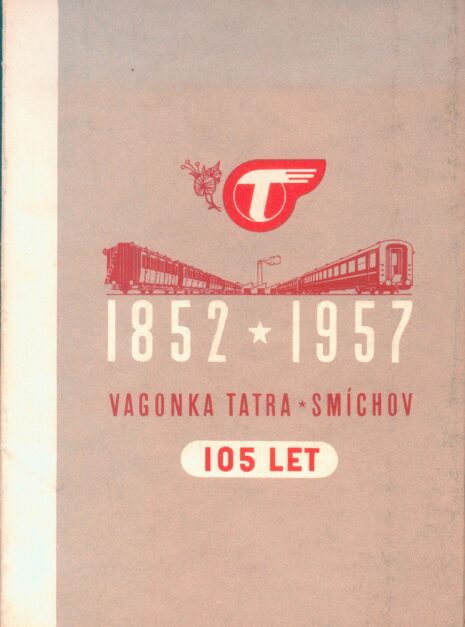 T
1852 ★ 1957
VAGONKA TATRA ★ SMÍCHOV
105 LET